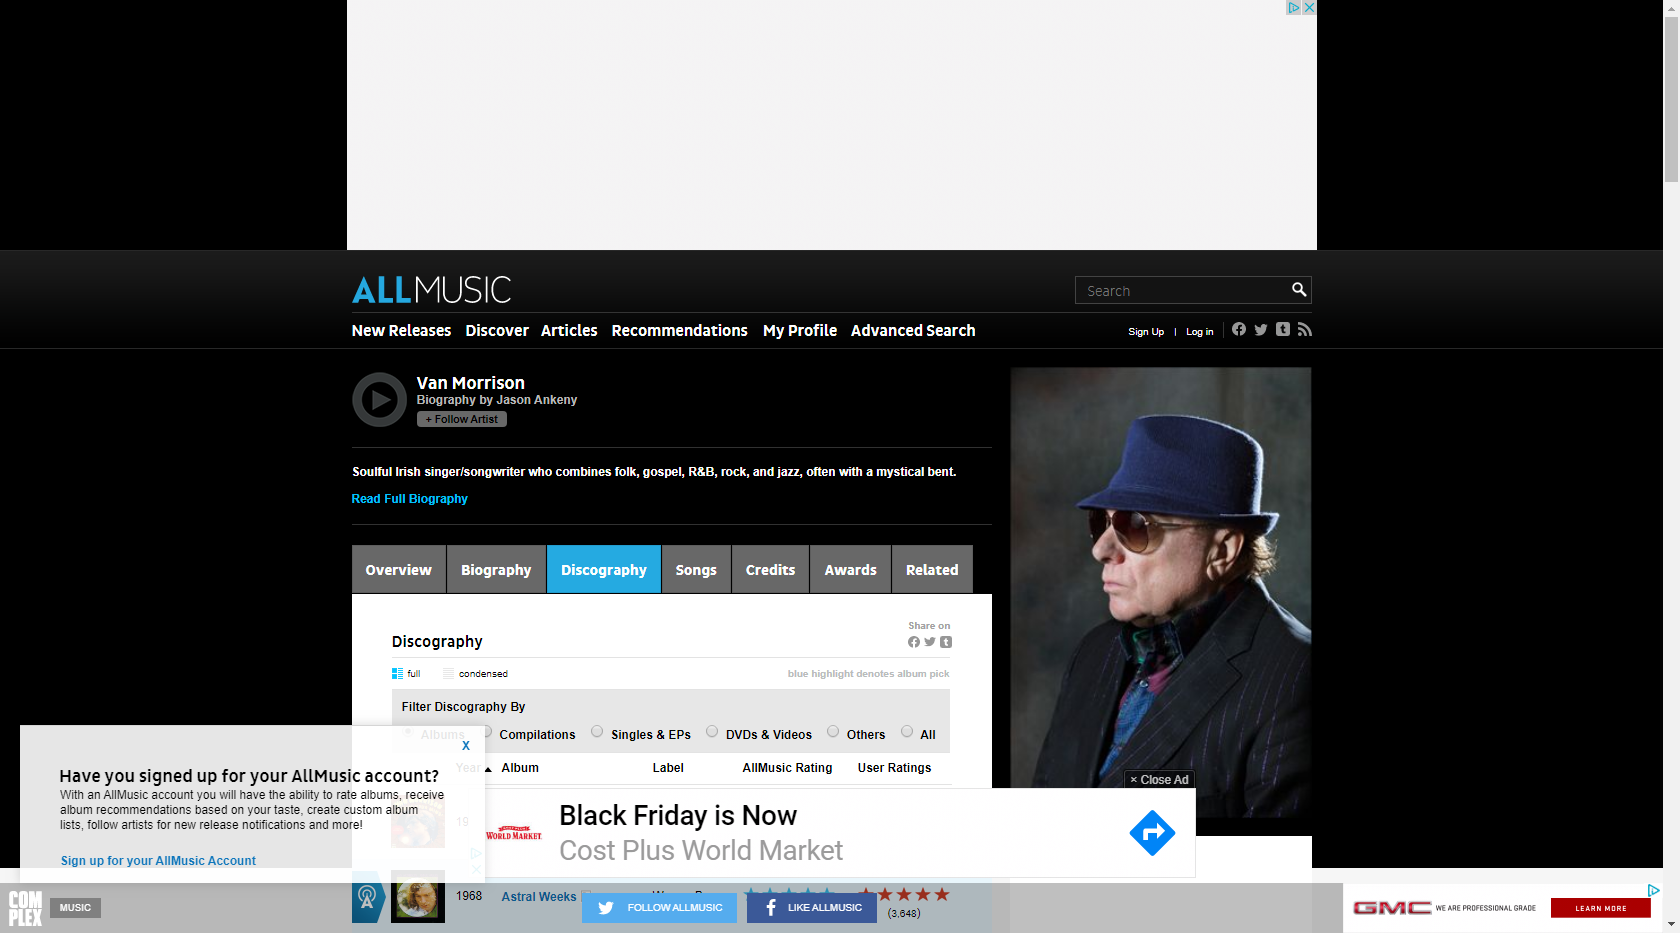 ALLMUSIC
Search
New Releases Discover Articles Recommendations My Profile Advanced Search
Sign Up | Log in
Van Morrison
Biography by Jason Ankeny
+ Follow Artist
Soulful Irish singer/songwriter who combines folk, gospel, R&B, rock, and jazz, often with a mystical bent.
Read Full Biography
Overview Biography Discography Songs Credits Awards Related
Share on
Discography
full condensed blue highlight denotes album pick
Filter Discography By
Albums Compilations Singles & EPs DVDs & Videos Others All
Year Album Label AllMusic Rating User Ratings
X
Have you signed up for your AllMusic account?
With an AllMusic account you will have the ability to rate albums, receive
album recommendations based on your taste, create custom album
lists, follow artists for new release notifications and more!
Sign up for your AllMusic Account
× Close Ad
WORLD MARKET
Black Friday is Now
Cost Plus World Market
1968 Astral Weeks
(3,648)
COMPLEX
MUSIC
FOLLOW ALLMUSIC
LIKE ALLMUSIC
GMC WE ARE PROFESSIONAL GRADE LEARN MORE